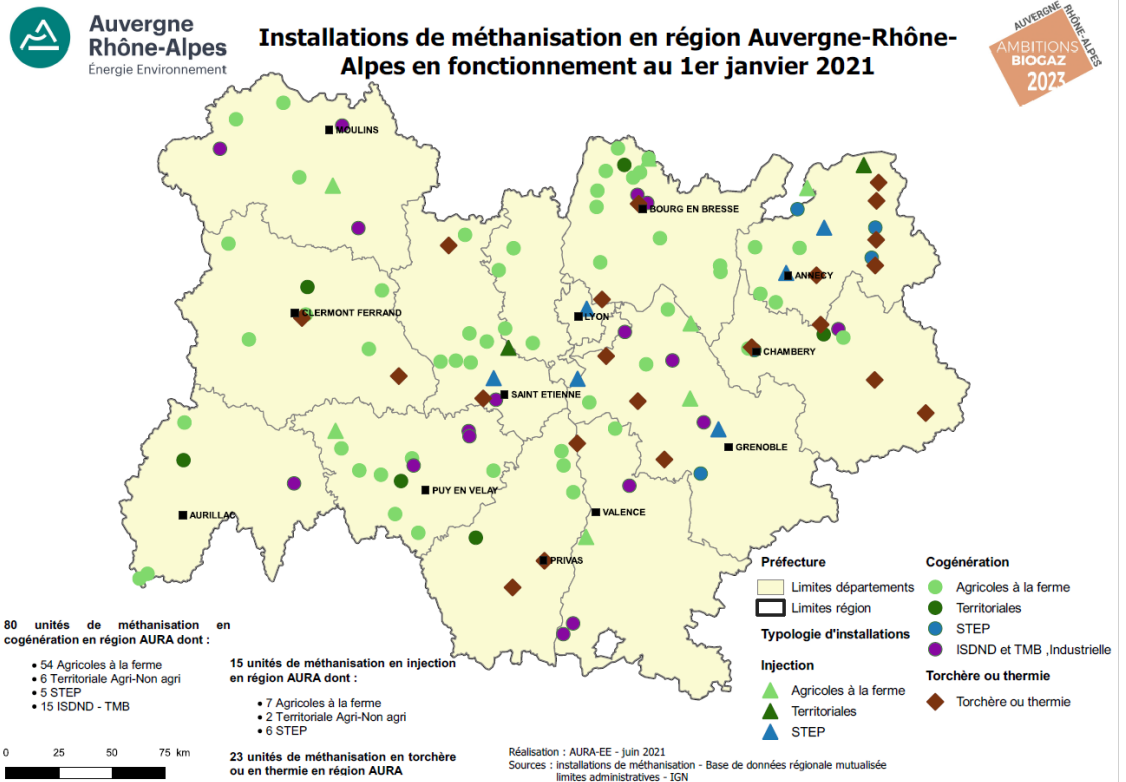 Auvergne
Rhône-Alpes
Énergie Environnement
Installations de méthanisation en région Auvergne-Rhône-
Alpes en fonctionnement au 1er janvier 2021
AUVERGNE
RHÔNE-ALPES
AMBITIONS
BIOGAZ
2023
MOULINS
BOURG EN BRESSE
ANNECY
CLERMONT FERRAND
LYON
CHAMBERY
SAINT ETIENNE
GRENOBLE
PUY EN VELAY
AURILLAC
VALENCE
PRIVAS
Préfecture
Limites départements
Limites région
Typologie d'installations
Injection
Agricoles à la ferme
Territoriales
STEP
Cogénération
Agricoles à la ferme
Territoriales
STEP
ISDND et TMB ,Industrielle
Torchère ou thermie
Torchère ou thermie
80 unités de méthanisation en
cogénération en région AURA dont :
• 54 Agricoles à la ferme
• 6 Territoriale Agri-Non agri
• 5 STEP
• 15 ISDND - TMB
15 unités de méthanisation en injection
en région AURA dont :
• 7 Agricoles à la ferme
• 2 Territoriale Agri-Non agri
• 6 STEP
23 unités de méthanisation en torchère
ou en thermie en région AURA
0 25 50 75 km
Réalisation : AURA-EE - juin 2021
Sources : installations de méthanisation - Base de données régionale mutualisée
limites administratives - IGN